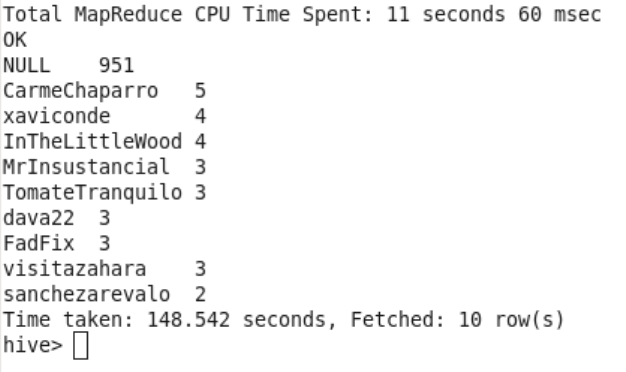 Total MapReduce CPU Time Spent: 11 seconds 60 msec
OK
NULL	951
CarmeChaparro	5
xaviconde	4
InTheLittleWood	4
MrInsustancial	3
TomateTranquilo	3
dava22	3
FadFix	3
visitazahara	3
sanchezarevalo	2
Time taken: 148.542 seconds, Fetched: 10 row(s)
hive>